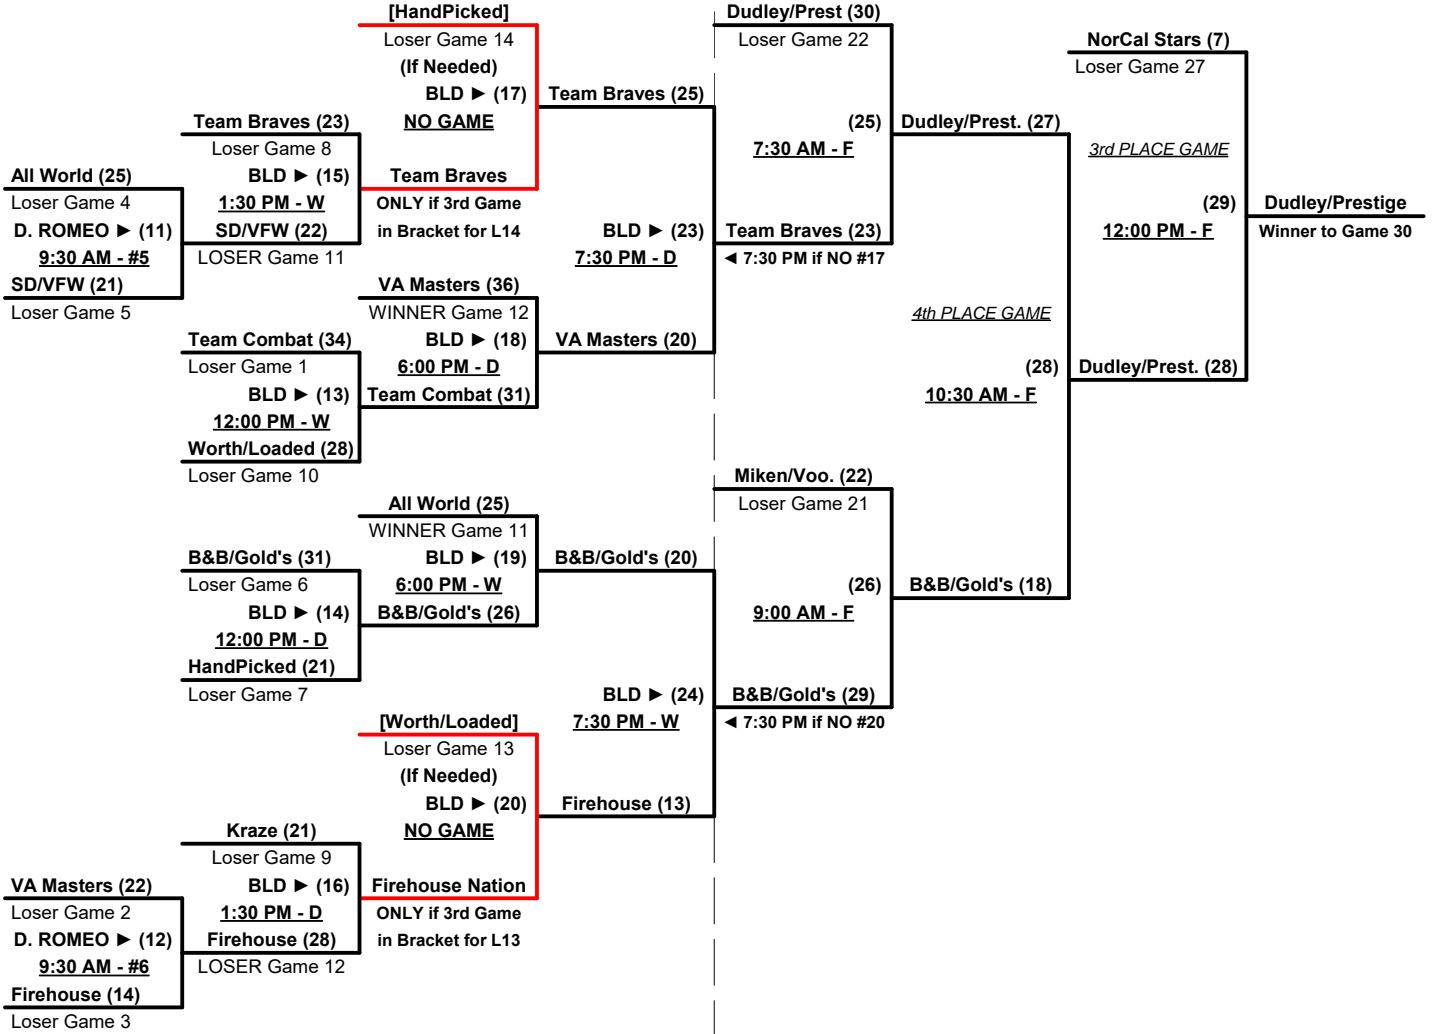 [HandPicked]
Loser Game 14
(If Needed)
BLD ► (17)
NO GAME
Team Braves
ONLY if 3rd Game
in Bracket for L14
Team Braves (23)
Loser Game 8
BLD ► (15)
1:30 PM - W
SD/VFW (22)
LOSER Game 11
All World (25)
Loser Game 4
D. ROMEO ► (11)
9:30 AM - #5
SD/VFW (21)
Loser Game 5
Team Braves (25)
BLD ► (23)
7:30 PM - D
VA Masters (20)
VA Masters (36)
WINNER Game 12
BLD ► (18)
6:00 PM - D
Team Combat (31)
Team Combat (34)
Loser Game 1
BLD ► (13)
12:00 PM - W
Worth/Loaded (28)
Loser Game 10
All World (25)
WINNER Game 11
BLD ► (19)
6:00 PM - W
B&B/Gold's (26)
B&B/Gold's (31)
Loser Game 6
BLD ► (14)
12:00 PM - D
HandPicked (21)
Loser Game 7
B&B/Gold's (20)
BLD ► (24)
7:30 PM - W
Firehouse (13)
[Worth/Loaded]
Loser Game 13
(If Needed)
BLD ► (20)
NO GAME
Firehouse Nation
ONLY if 3rd Game
in Bracket for L13
Kraze (21)
Loser Game 9
BLD ► (16)
1:30 PM - D
Firehouse (28)
LOSER Game 12
VA Masters (22)
Loser Game 2
D. ROMEO ► (12)
9:30 AM - #6
Firehouse (14)
Loser Game 3
Dudley/Prest (30)
Loser Game 22
(25)
7:30 AM - F
Team Braves (23)
◄ 7:30 PM if NO #17
Dudley/Prest. (27)
4th PLACE GAME
(28)
10:30 AM - F
Miken/Voo. (22)
Loser Game 21
(26)
9:00 AM - F
B&B/Gold's (29)
◄ 7:30 PM if NO #20
B&B/Gold's (18)
NorCal Stars (7)
Loser Game 27
3rd PLACE GAME
(29)
12:00 PM - F
Dudley/Prest. (28)
Dudley/Prestige
Winner to Game 30